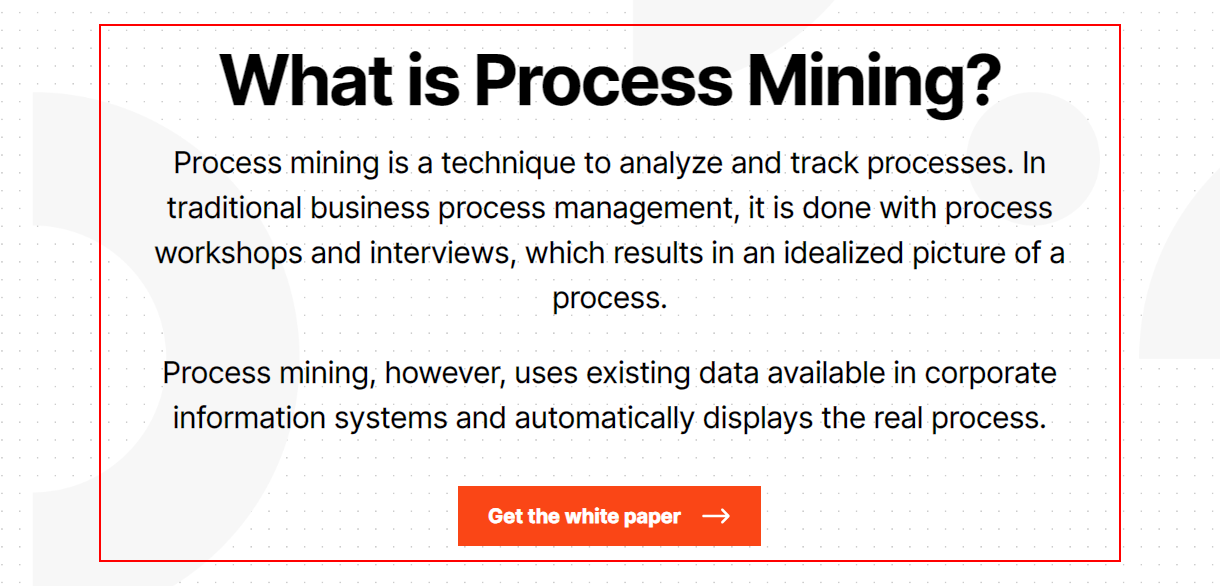 What is Process Mining?
Process mining is a technique to analyze and track processes. In
traditional business process management, it is done with process
workshops and interviews, which results in an idealized picture of a
process.
Process mining, however, uses existing data available in corporate
information systems and automatically displays the real process.
Get the white paper